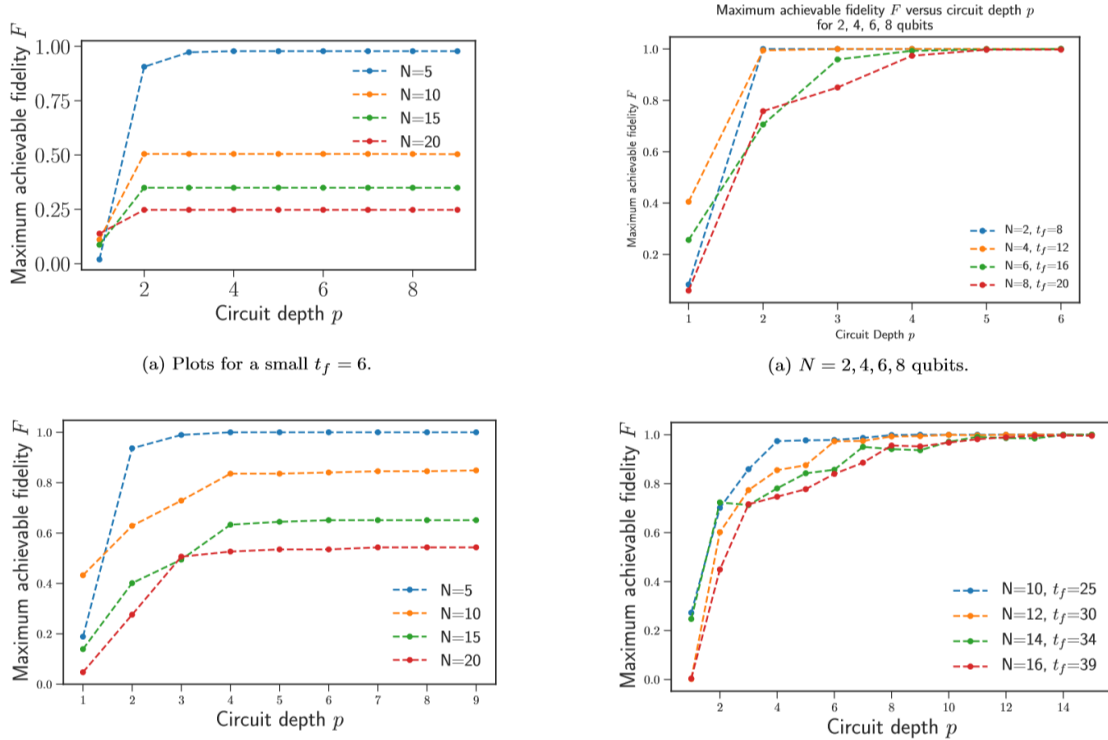 Maximum achievable fidelity F
1.00
0.75
0.50
0.25
0.00
N=5
N=10
N=15
N=20
2
4
6
8
Circuit depth p
(a) Plots for a small t_f = 6.
Maximum achievable fidelity F versus circuit depth p
for 2, 4, 6, 8 qubits
Maximum achievable fidelity F
1.0
0.8
0.6
0.4
0.2
N=2, t_f=8
N=4, t_f=12
N=6, t_f=16
N=8, t_f=20
1
2
3
4
5
6
Circuit Depth p
(a) N = 2, 4, 6, 8 qubits.
Maximum achievable fidelity F
1.0
0.8
0.6
0.4
0.2
0.0
N=5
N=10
N=15
N=20
1
2
3
4
5
6
7
8
9
Circuit depth p
Maximum achievable fidelity F
1.0
0.8
0.6
0.4
0.2
0.0
N=10, t_f=25
N=12, t_f=30
N=14, t_f=34
N=16, t_f=39
2
4
6
8
10
12
14
Circuit depth p